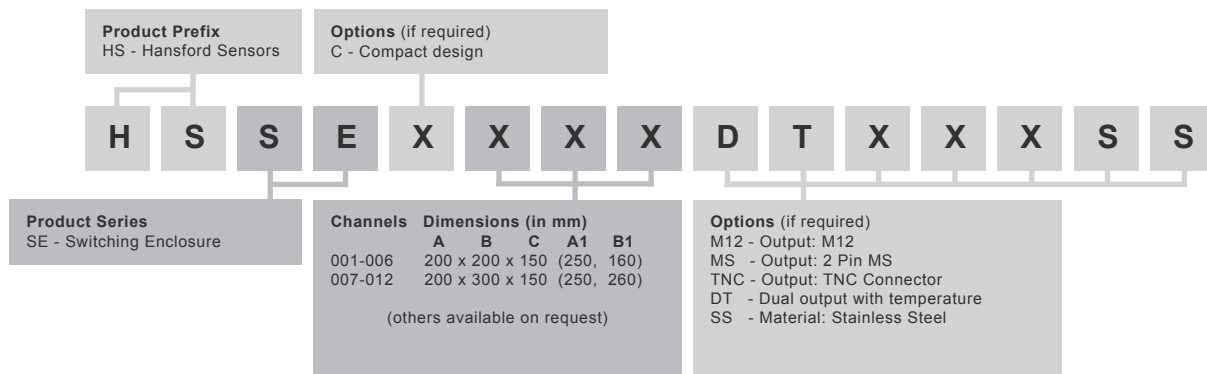 Product Prefix
HS - Hansford Sensors
Options (if required)
C - Compact design
H S S E X X X X D T X X X S S
Product Series
SE - Switching Enclosure
Channels Dimensions (in mm)
A B C A1 B1
001-006 200 x 200 x 150 (250, 160)
007-012 200 x 300 x 150 (250, 260)
(others available on request)
Options (if required)
M12 - Output: M12
MS - Output: 2 Pin MS
TNC - Output: TNC Connector
DT - Dual output with temperature
SS - Material: Stainless Steel